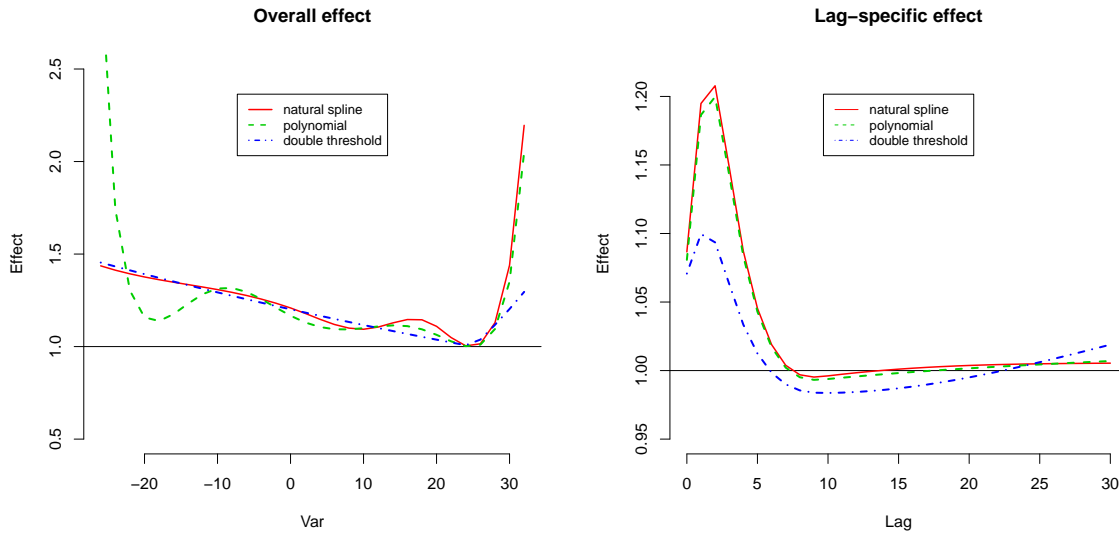 Overall effect
2.5
2.0
1.5
1.0
0.5
Effect
natural spline
polynomial
double threshold
−20 −10 0 10 20 30
Var
Lag−specific effect
1.20
1.15
1.10
1.05
1.00
0.95
Effect
natural spline
polynomial
double threshold
0 5 10 15 20 25 30
Lag